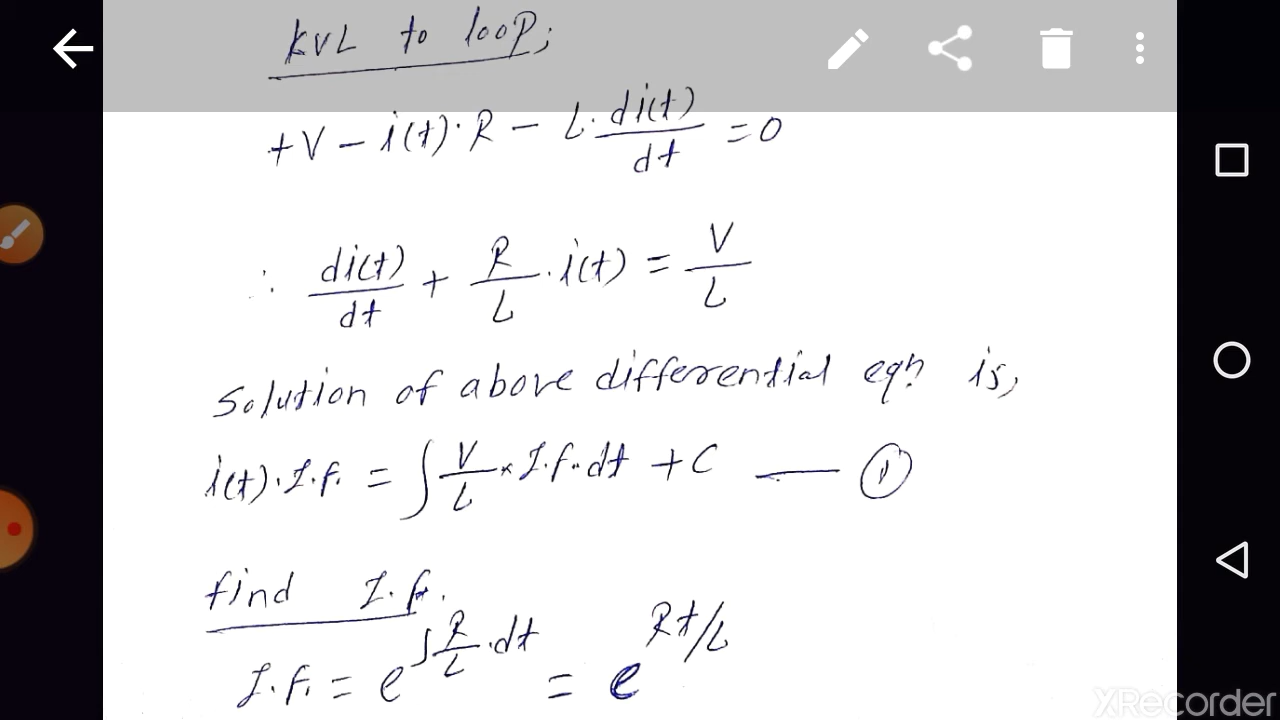 KVL to loop;
+V - i(t)·R - L·di(t)/dt = 0
∴ di(t)/dt + R/L·i(t) = V/L
Solution of above differential eqn is,
i(t)·I.f. = ∫ V/L × I.f.·dt + C —— ①
find I.f.
I.f. = e^∫R/L·dt = e^Rt/L
XRecorder